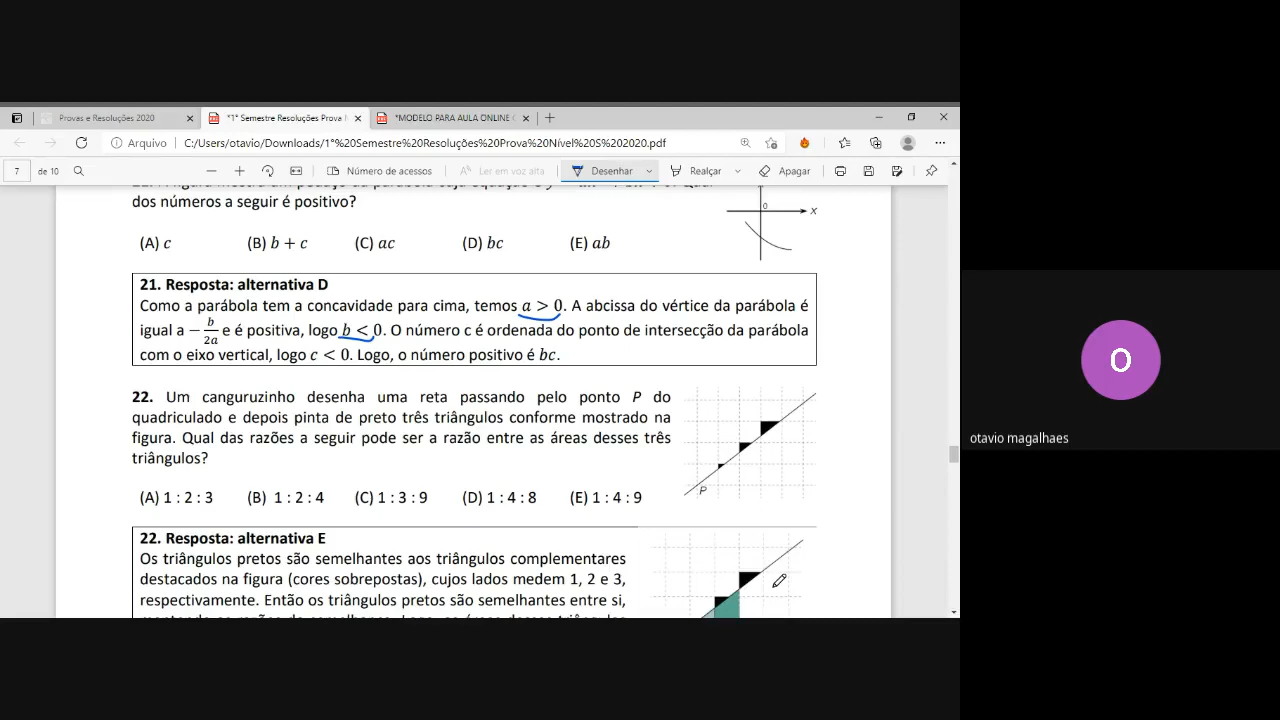 Provas e Resoluções 2020
*1° Semestre Resoluções Prova N
*MODELO PARA AULA ONLINE (
Arquivo
C:/Users/otavio/Downloads/1°%20Semestre%20Resoluções%20Prova%20Nível%20S%202020.pdf
7
de 10
Número de acessos
Ler em voz alta
Desenhar
Realçar
Apagar
dos números a seguir é positivo?
0
X
(A) c (B) b + c (C) ac (D) bc (E) ab
21. Resposta: alternativa D
Como a parábola tem a concavidade para cima, temos a > 0. A abcissa do vértice da parábola é
igual a − b/2a e é positiva, logo b < 0. O número c é ordenada do ponto de intersecção da parábola
com o eixo vertical, logo c < 0. Logo, o número positivo é bc.
22. Um canguruzinho desenha uma reta passando pelo ponto P do
quadriculado e depois pinta de preto três triângulos conforme mostrado na
figura. Qual das razões a seguir pode ser a razão entre as áreas desses três
triângulos?
P
(A) 1 : 2 : 3 (B) 1 : 2 : 4 (C) 1 : 3 : 9 (D) 1 : 4 : 8 (E) 1 : 4 : 9
22. Resposta: alternativa E
Os triângulos pretos são semelhantes aos triângulos complementares
destacados na figura (cores sobrepostas), cujos lados medem 1, 2 e 3,
respectivamente. Então os triângulos pretos são semelhantes entre si,
O
otavio magalhaes